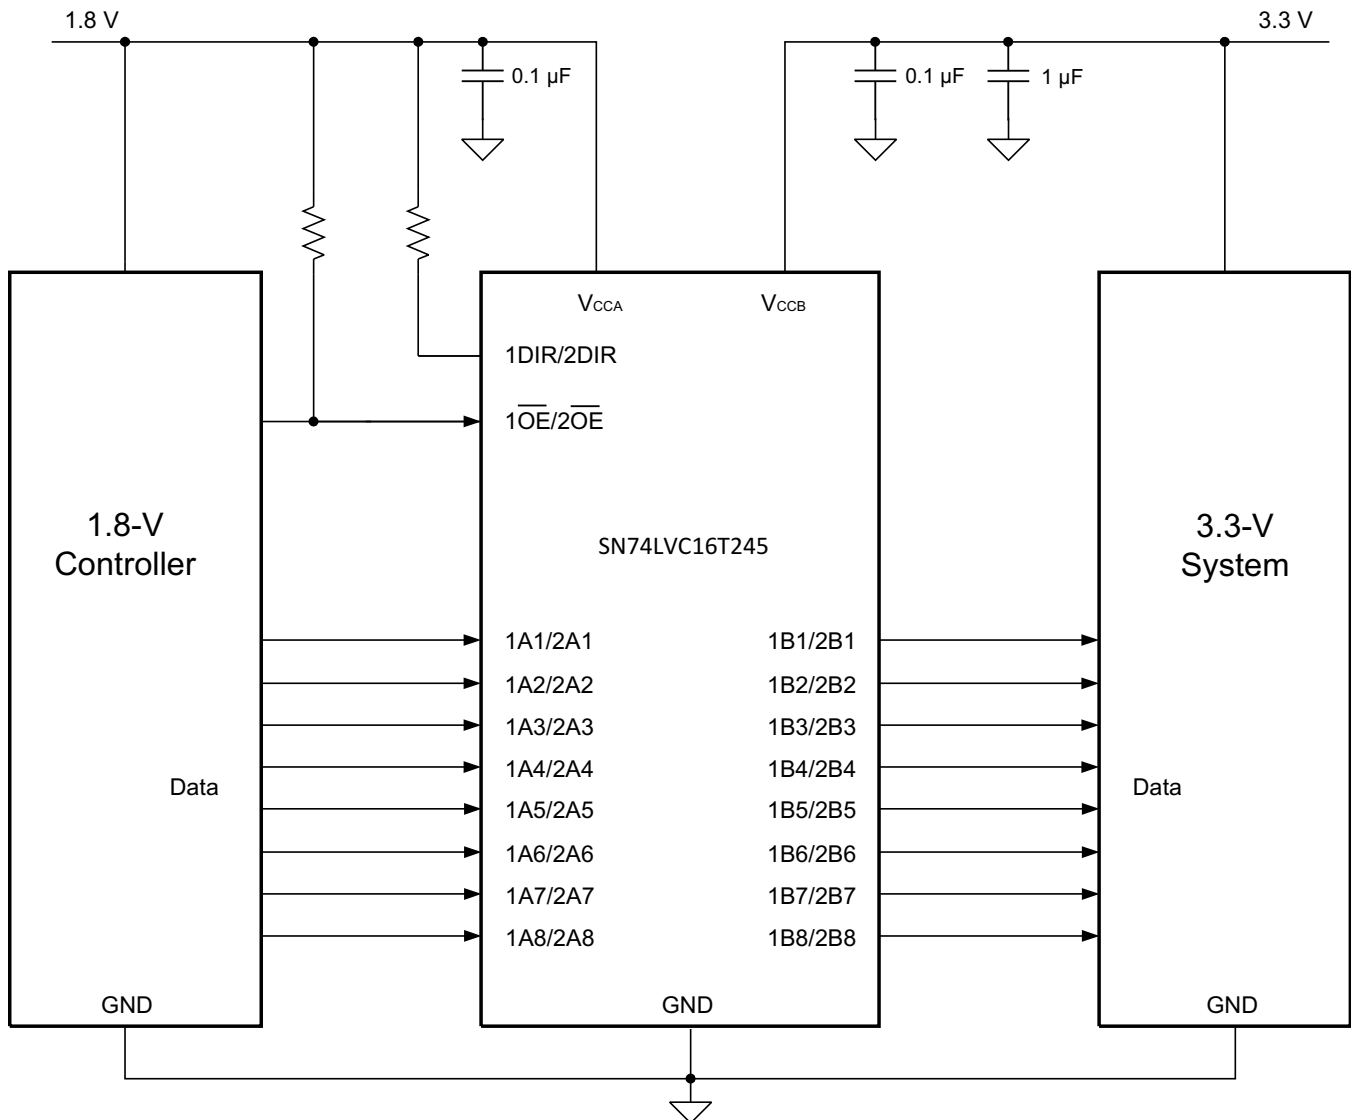 1.8 V
3.3 V
0.1 µF
0.1 µF
1 µF
VCCA
VCCB
1DIR/2DIR
1O̅E̅/2O̅E̅
1.8-V
Controller
SN74LVC16T245
3.3-V
System
1A1/2A1
1B1/2B1
1A2/2A2
1B2/2B2
1A3/2A3
1B3/2B3
1A4/2A4
1B4/2B4
Data
Data
1A5/2A5
1B5/2B5
1A6/2A6
1B6/2B6
1A7/2A7
1B7/2B7
1A8/2A8
1B8/2B8
GND
GND
GND